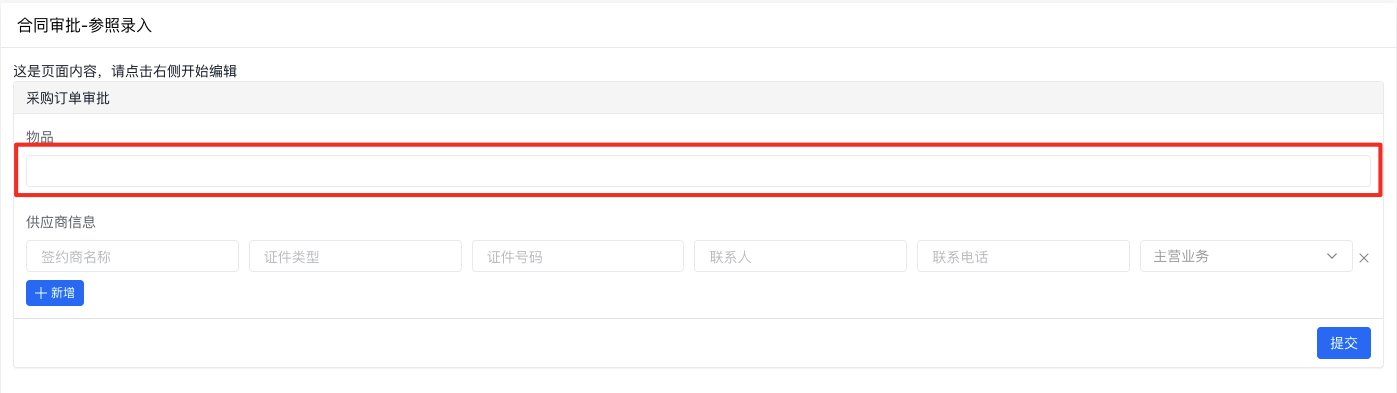 合同审批-参照录入
这是页面内容，请点击右侧开始编辑
采购订单审批
物品
供应商信息
签约商名称 证件类型 证件号码 联系人 联系电话 主营业务
新增
提交